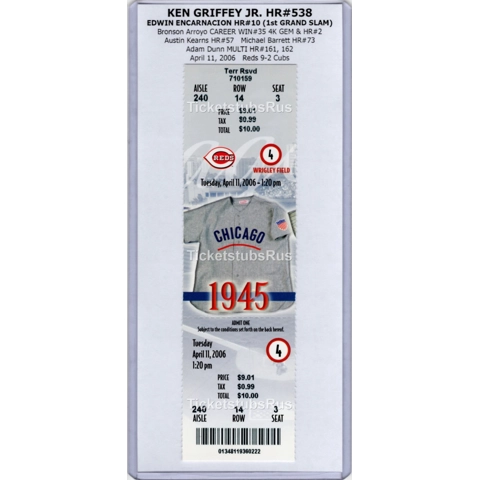 KEN GRIFFEY JR. HR#538
EDWIN ENCARNACION HR#10 (1st GRAND SLAM)
Bronson Arroyo CAREER WIN#35 4K GEM & HR#2
Austin Kearns HR#57 Michael Barrett HR#73
Adam Dunn MULTI HR#161, 162
April 11, 2006 Reds 9-2 Cubs
Terr Rsvd
710159
AISLE ROW SEAT
240 14 3
TicketstubsRus
PRICE $9.01
TAX $0.99
TOTAL $10.00
REDS
4
WRIGLEY FIELD
Tuesday, April 11, 2006 - 1:20 pm
CHICAGO
TicketstubsRus
1945
ADMIT ONE
Subject to the conditions set forth on the back hereof.
Tuesday
April 11, 2006
1:20 pm
4
PRICE $9.01
TAX $0.99
TOTAL $10.00
TicketstubsRus
240 14 3
AISLE ROW SEAT
01348119368222